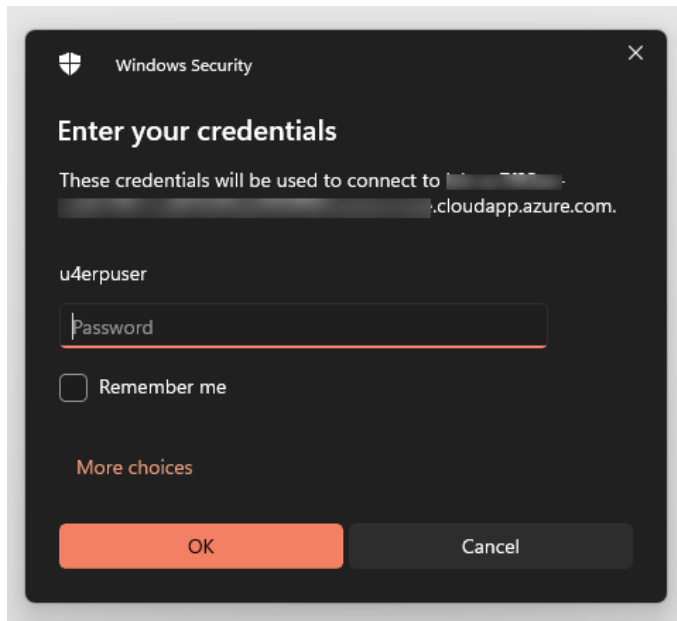 Windows Security
Enter your credentials
These credentials will be used to connect to
.cloudapp.azure.com.
u4erpuser
Password
Remember me
More choices
OK
Cancel